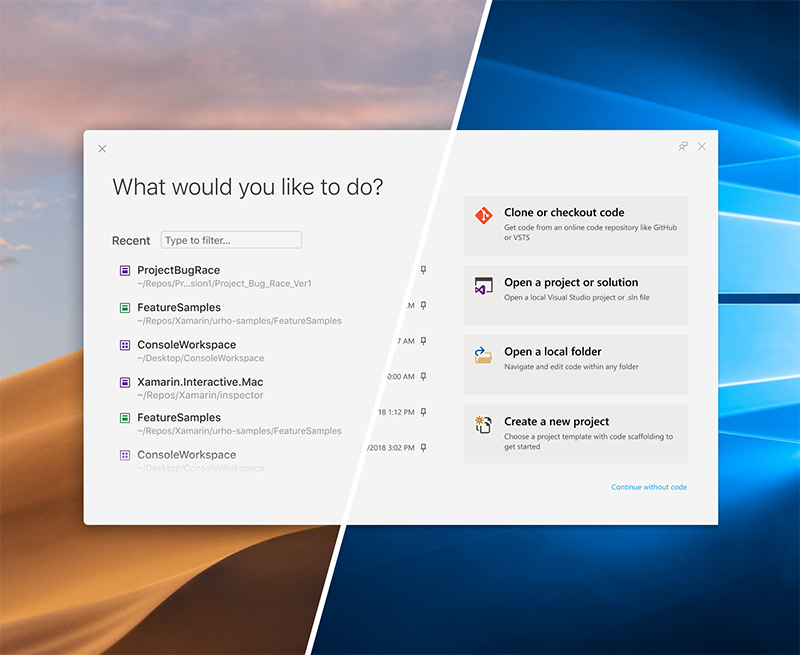 What would you like to do?
Recent
Type to filter...
ProjectBugRace
~/Repos/Pr...sion1/Project_Bug_Race_Ver1
FeatureSamples
~/Repos/Xamarin/urho-samples/FeatureSamples
.M
ConsoleWorkspace
~/Desktop/ConsoleWorkspace
7 AM
Xamarin.Interactive.Mac
~/Repos/Xamarin/inspector
0:00 AM
FeatureSamples
~/Repos/Xamarin/urho-samples/FeatureSamples
18 1:12 PM
ConsoleWorkspace
~/Desktop/ConsoleWorkspace
/2018 3:02 PM
Clone or checkout code
Get code from an online code repository like GitHub
or VSTS
Open a project or solution
Open a local Visual Studio project or .sln file
Open a local folder
Navigate and edit code within any folder
Create a new project
Choose a project template with code scaffolding to
get started
Continue without code